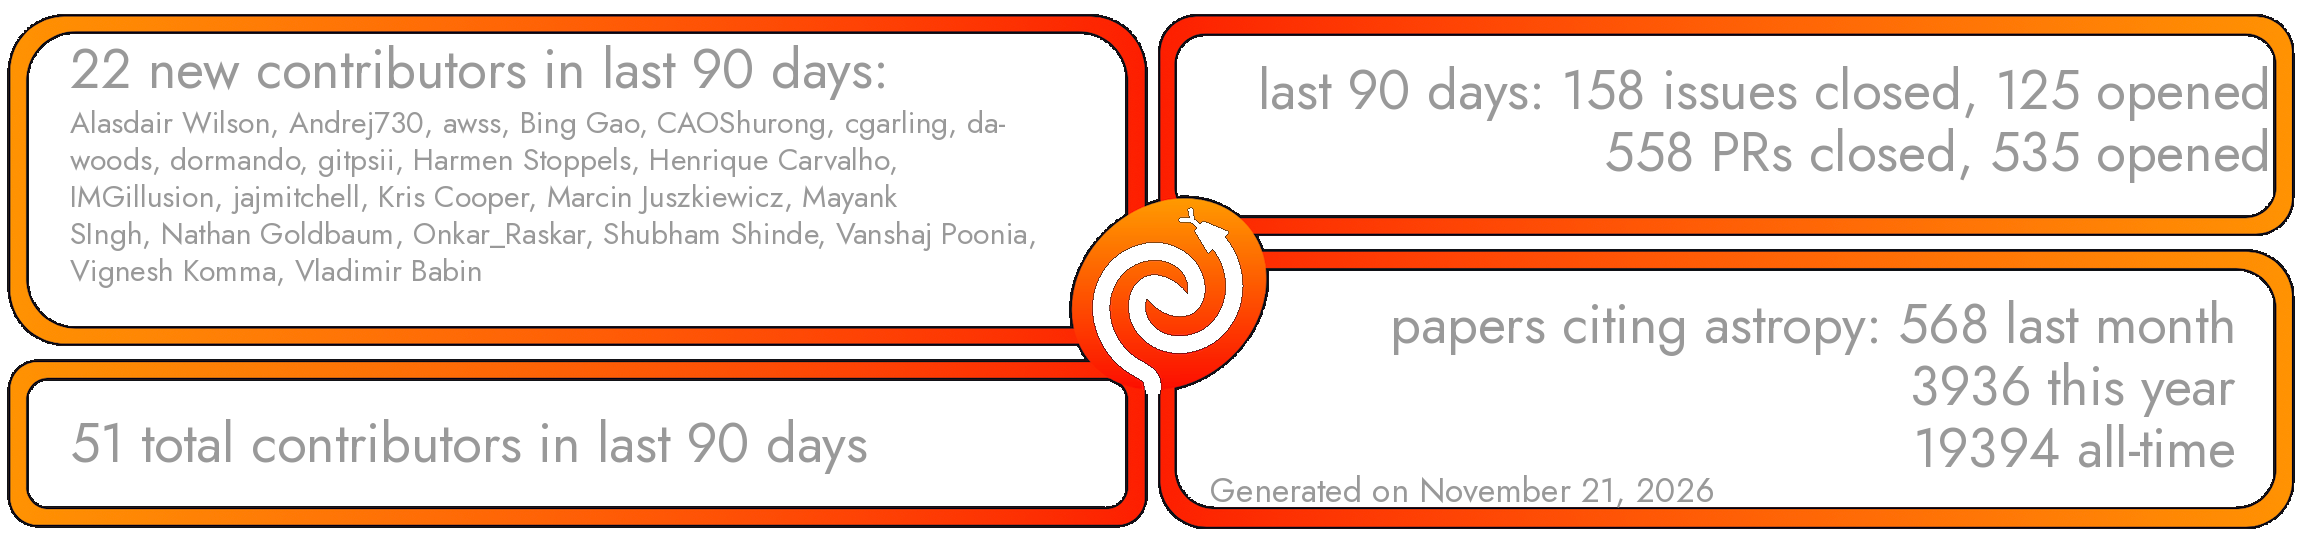 22 new contributors in last 90 days:
Alasdair Wilson, Andrej730, awss, Bing Gao, CAOShurong, cgarling, da-
woods, dormando, gitpsii, Harmen Stoppels, Henrique Carvalho,
IMGillusion, jajmitchell, Kris Cooper, Marcin Juszkiewicz, Mayank
SIngh, Nathan Goldbaum, Onkar_Raskar, Shubham Shinde, Vanshaj Poonia,
Vignesh Komma, Vladimir Babin
51 total contributors in last 90 days
last 90 days: 158 issues closed, 125 opened
558 PRs closed, 535 opened
papers citing astropy: 568 last month
3936 this year
19394 all-time
Generated on November 21, 2026